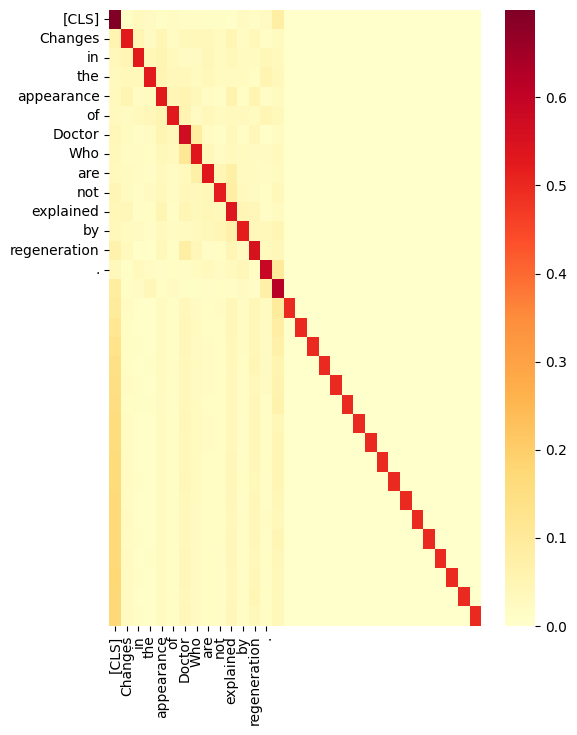 [CLS]
Changes
in
the
appearance
of
Doctor
Who
are
not
explained
by
regeneration
.
0.6
0.5
0.4
0.3
0.2
0.1
0.0
[CLS]
Changes
in
the
appearance
of
Doctor
Who
are
not
explained
by
regeneration
.